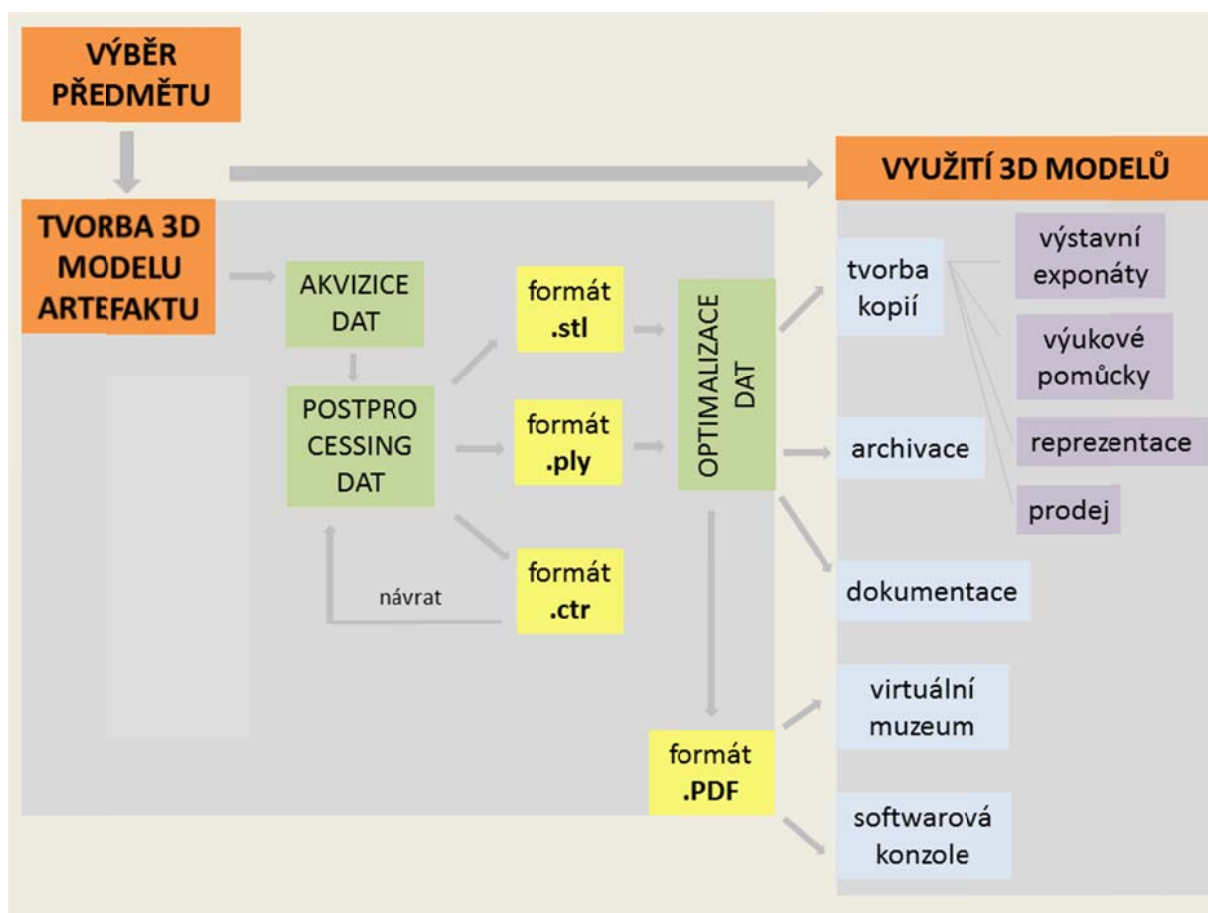 VÝBĚR
PŘEDMĚTU
TVORBA 3D
MODELU
ARTEFAKTU
AKVIZICE
DAT
POSTPRO
CESSING
DAT
návrat
formát
.stl
formát
.ply
formát
.ctr
OPTIMALIZACE
DAT
formát
.PDF
VYUŽITÍ 3D MODELŮ
tvorba
kopií
archivace
dokumentace
virtuální
muzeum
softwarová
konzole
výstavní
exponáty
výukové
pomůcky
reprezentace
prodej